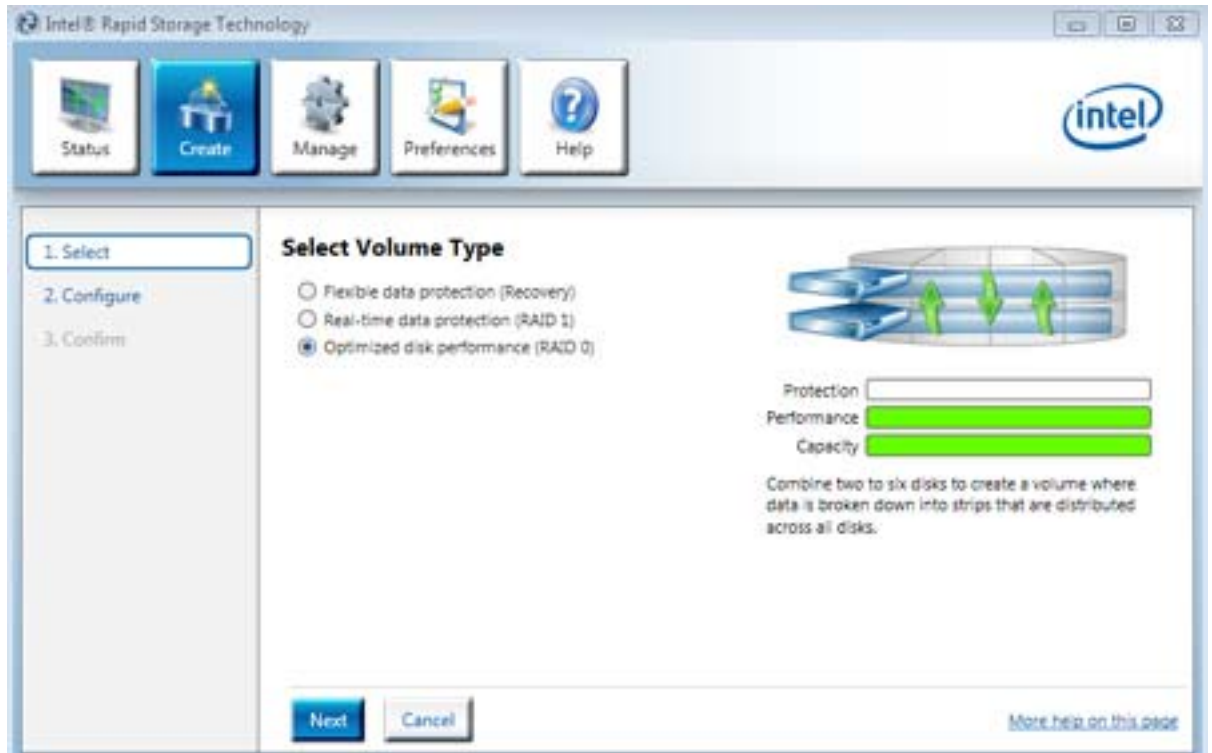 Intel® Rapid Storage Technology
Status
Create
Manage
Preferences
Help
intel
1. Select
2. Configure
3. Confirm
Select Volume Type
Flexible data protection (Recovery)
Real-time data protection (RAID 1)
Optimized disk performance (RAID 0)
Protection
Performance
Capacity
Combine two to six disks to create a volume where
data is broken down into strips that are distributed
across all disks.
Next
Cancel
More help on this page